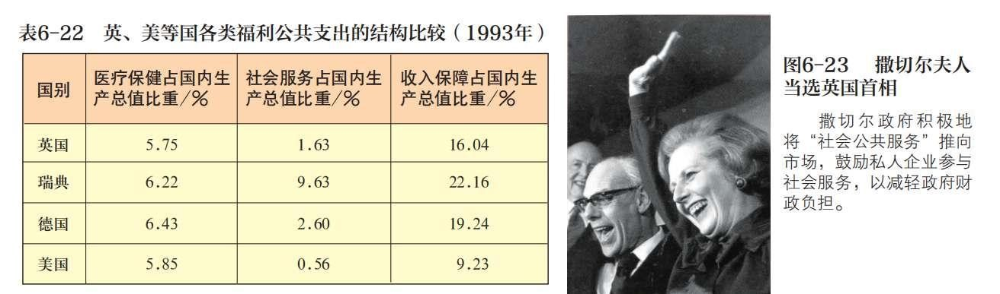 表6-22 英、美等国各类福利公共支出的结构比较（1993年）
国别 医疗保健占国内生产总值比重/% 社会服务占国内生产总值比重/% 收入保障占国内生产总值比重/%
英国 5.75 1.63 16.04
瑞典 6.22 9.63 22.16
德国 6.43 2.60 19.24
美国 5.85 0.56 9.23
图6-23 撒切尔夫人
当选英国首相
撒切尔政府积极地
将“社会公共服务”推向
市场，鼓励私人企业参与
社会服务，以减轻政府财
政负担。